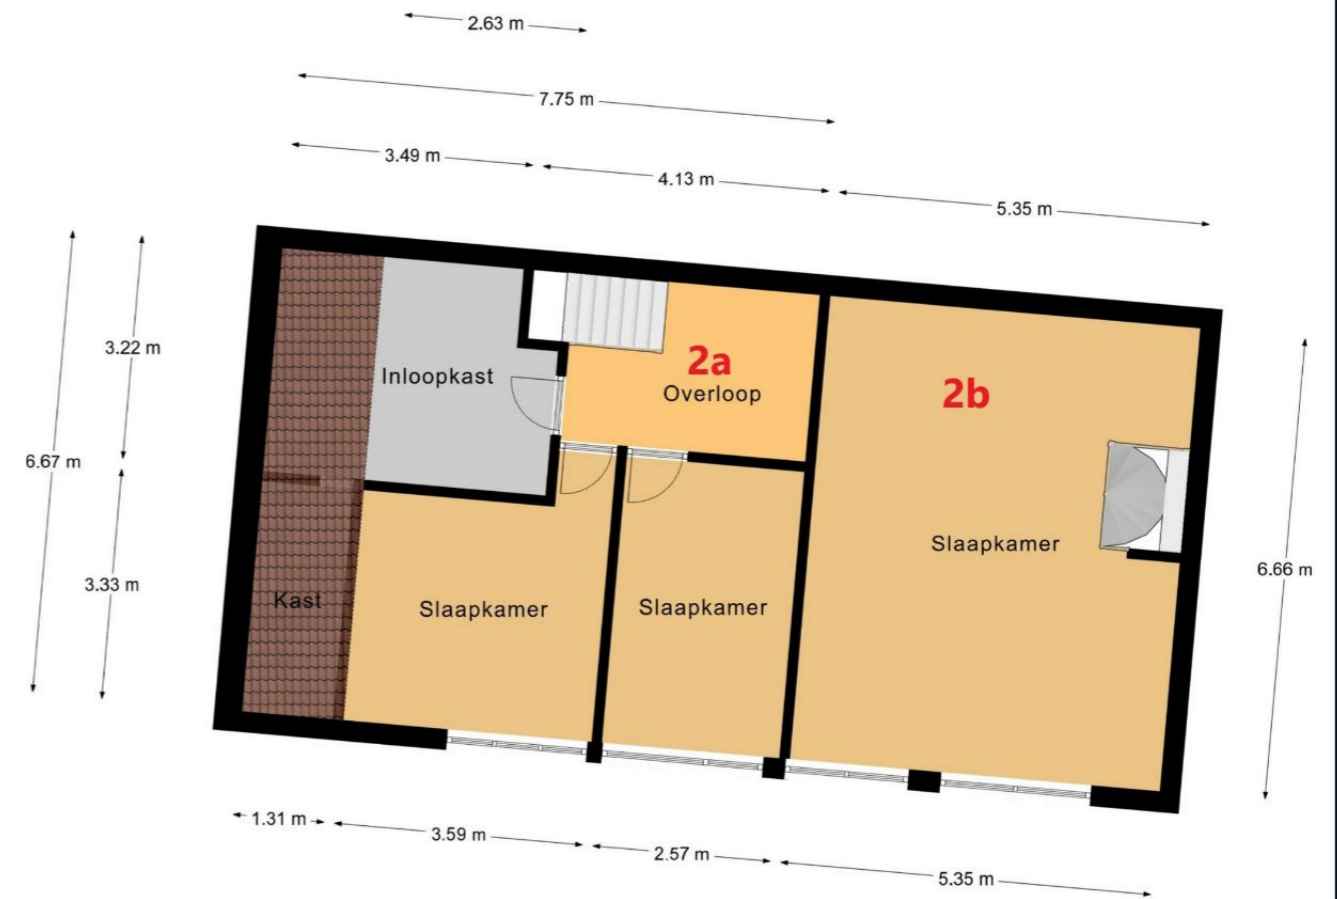 2.63 m
7.75 m
3.49 m
4.13 m
5.35 m
3.22 m
6.67 m
3.33 m
Inloopkast
2a
Overloop
2b
Slaapkamer
Kast
Slaapkamer
Slaapkamer
6.66 m
1.31 m
3.59 m
2.57 m
5.35 m